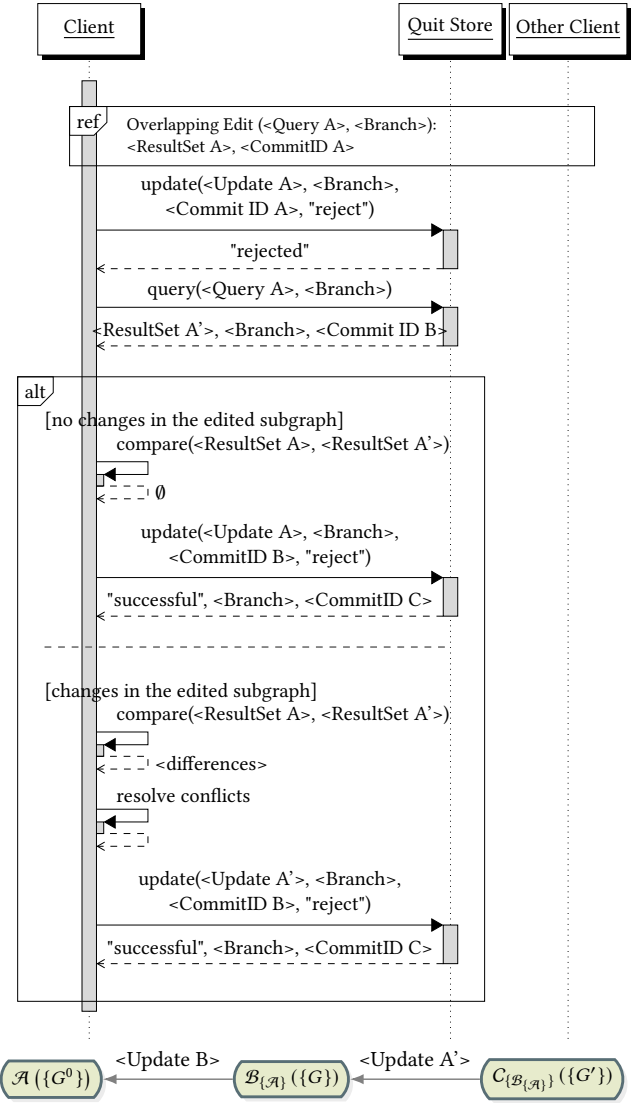 Client
Quit Store
Other Client
ref
Overlapping Edit (<Query A>, <Branch>):
<ResultSet A>, <CommitID A>
update(<Update A>, <Branch>,
<Commit ID A>, "reject")
"rejected"
query(<Query A>, <Branch>)
<ResultSet A’>, <Branch>, <Commit ID B>
alt
[no changes in the edited subgraph]
compare(<ResultSet A>, <ResultSet A’>)
∅
update(<Update A>, <Branch>,
<CommitID B>, "reject")
"successful", <Branch>, <CommitID C>
[changes in the edited subgraph]
compare(<ResultSet A>, <ResultSet A’>)
<differences>
resolve conflicts
update(<Update A’>, <Branch>,
<CommitID B>, "reject")
"successful", <Branch>, <CommitID C>
<Update B>
<Update A’>
𝒜 ({G⁰})
ℬ_{𝒜} ({G})
𝒞_{ℬ_{𝒜}} ({G′})